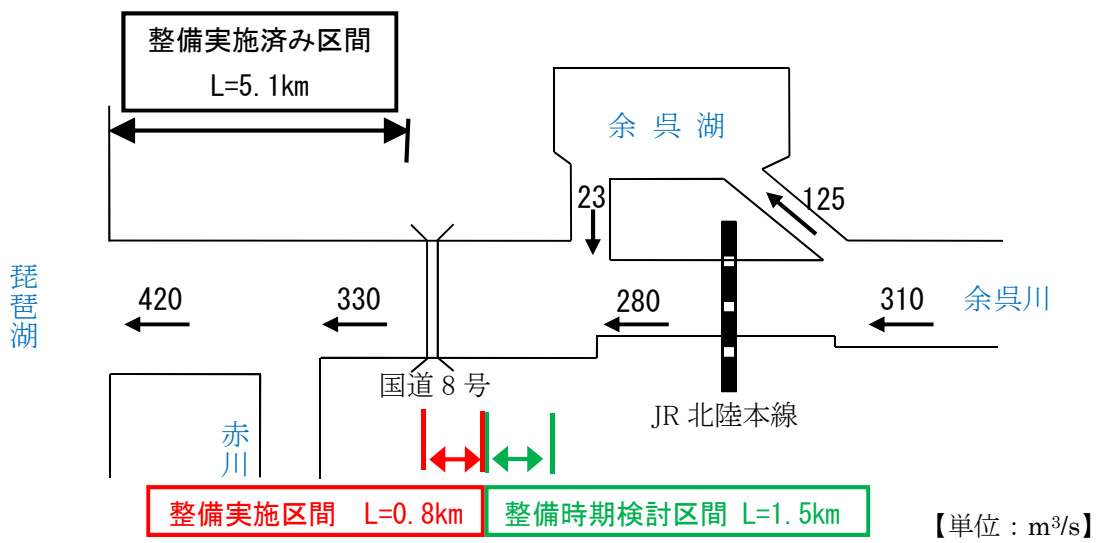 整備実施済み区間
L=5.1km
余呉湖
23
125
琵琶湖
420
330
280
310
余呉川
国道8号
JR北陸本線
赤川
整備実施区間 L=0.8km
整備時期検討区間 L=1.5km
【単位：m³/s】